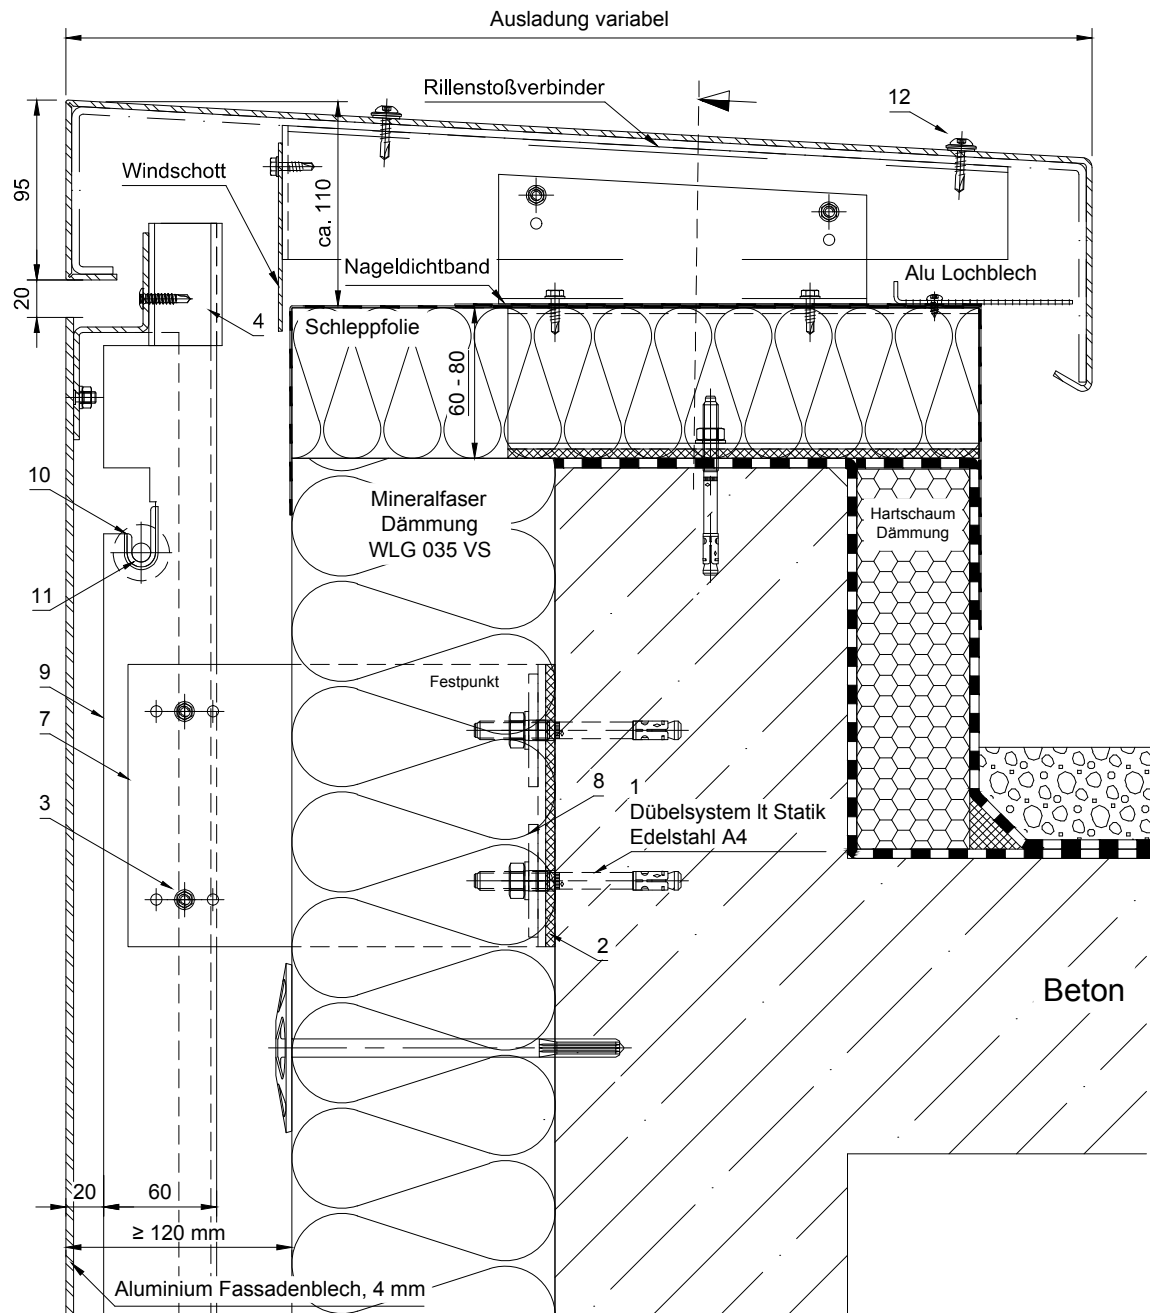 Ausladung variabel
Rillenstoßverbinder
12
95
Windschott
ca. 110
Nageldichtband
Alu Lochblech
20
4
Schleppfolie
60 - 80
10
Mineralfaser
Dämmung
WLG 035 VS
Hartschaum
Dämmung
11
9
Festpunkt
7
8
1
3
Dübelsystem lt Statik
Edelstahl A4
2
Beton
20
60
≥ 120 mm
Aluminium Fassadenblech, 4 mm